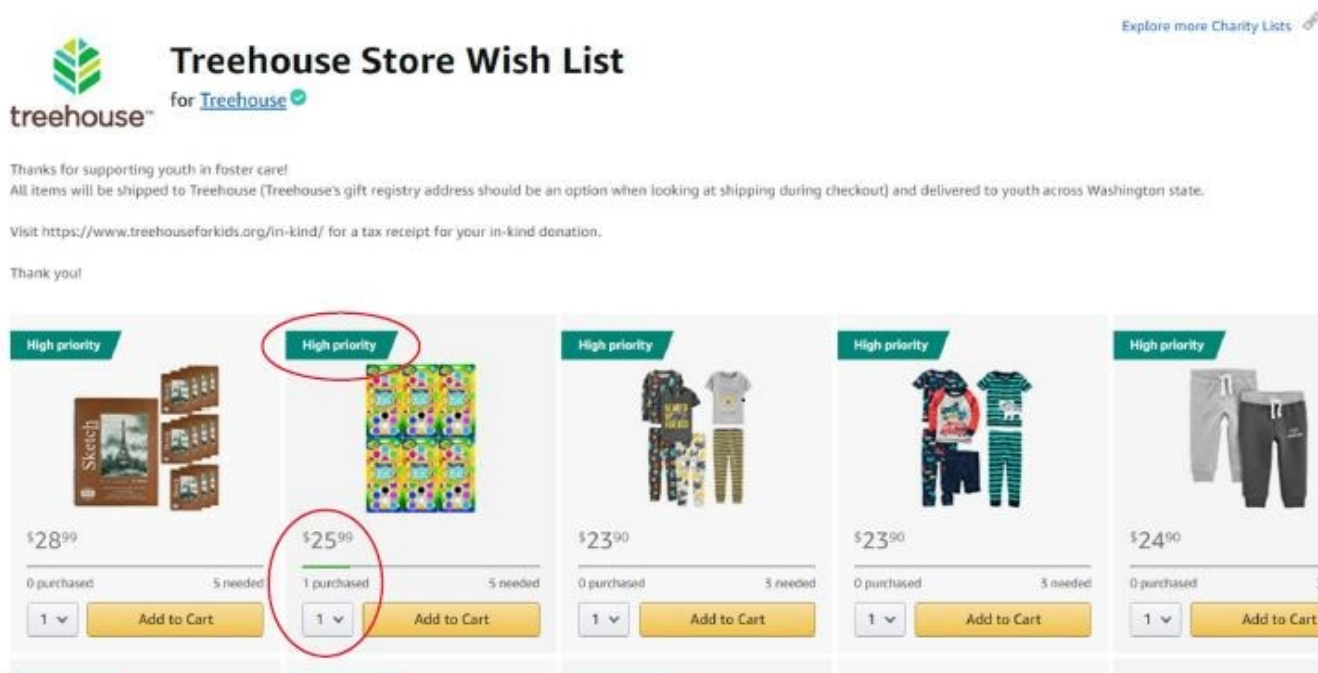 Explore more Charity Lists
treehouse™
Treehouse Store Wish List
for Treehouse
Thanks for supporting youth in foster care!
All items will be shipped to Treehouse (Treehouse's gift registry address should be an option when looking at shipping during checkout) and delivered to youth across Washington state.
Visit https://www.treehouseforkids.org/in-kind/ for a tax receipt for your in-kind donation.
Thank you!
High priority
Sketch
$28.99
0 purchased 5 needed
1 Add to Cart
High priority
$25.99
1 purchased 5 needed
1 Add to Cart
High priority
$23.90
0 purchased 3 needed
1 Add to Cart
High priority
$23.90
0 purchased 3 needed
1 Add to Cart
High priority
$24.90
0 purchased
1 Add to Cart